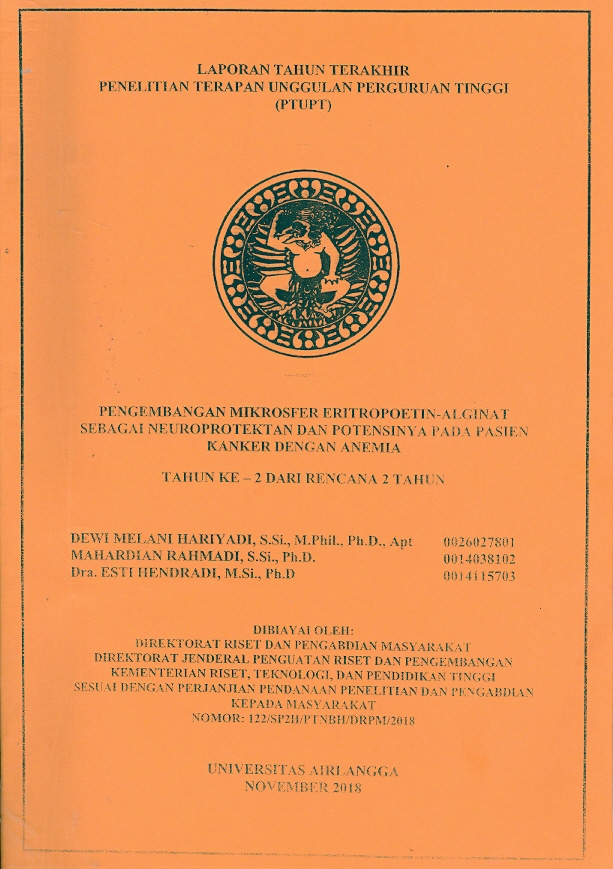 LAPORAN TAHUN TERAKHIR
PENELITIAN TERAPAN UNGGULAN PERGURUAN TINGGI
(PTUPT)
PENGEMBANGAN MIKROSFER ERITROPOETIN-ALGINAT
SEBAGAI NEUROPROTEKTAN DAN POTENSINYA PADA PASIEN
KANKER DENGAN ANEMIA
TAHUN KE – 2 DARI RENCANA 2 TAHUN
DEWI MELANI HARIYADI, S.Si., M.Phil., Ph.D., Apt 0026027801
MAHARDIAN RAHMADI, S.Si., Ph.D. 0014038102
Dra. ESTI HENDRADI, M.Si., Ph.D 0014115703
DIBIAYAI OLEH:
DIREKTORAT RISET DAN PENGABDIAN MASYARAKAT
DIREKTORAT JENDERAL PENGUATAN RISET DAN PENGEMBANGAN
KEMENTERIAN RISET, TEKNOLOGI, DAN PENDIDIKAN TINGGI
SESUAI DENGAN PERJANJIAN PENDANAAN PENELITIAN DAN PENGABDIAN
KEPADA MASYARAKAT
NOMOR: 122/SP2H/PTNBH/DRPM/2018
UNIVERSITAS AIRLANGGA
NOVEMBER 2018